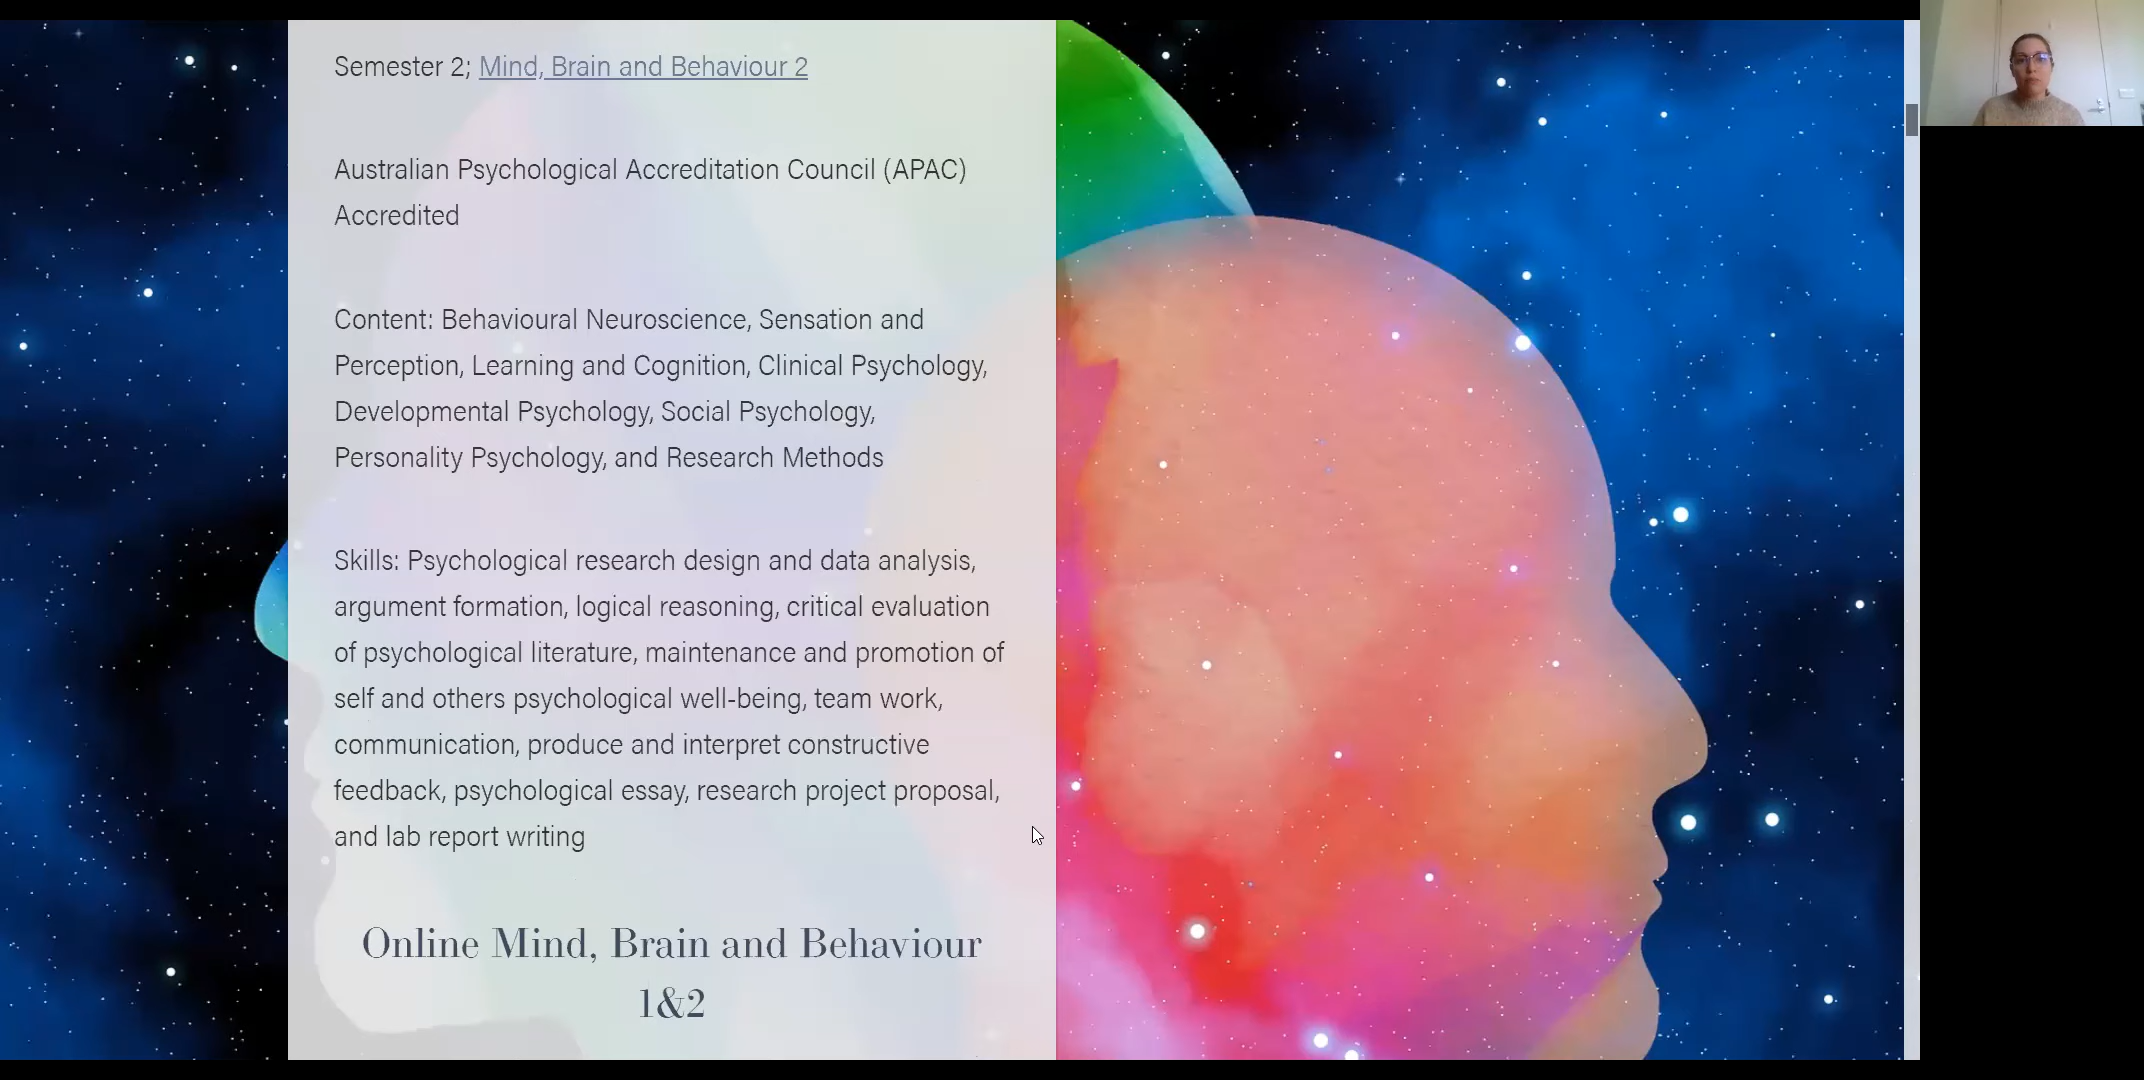 Semester 2; Mind, Brain and Behaviour 2
Australian Psychological Accreditation Council (APAC)
Accredited
Content: Behavioural Neuroscience, Sensation and
Perception, Learning and Cognition, Clinical Psychology,
Developmental Psychology, Social Psychology,
Personality Psychology, and Research Methods
Skills: Psychological research design and data analysis,
argument formation, logical reasoning, critical evaluation
of psychological literature, maintenance and promotion of
self and others psychological well-being, team work,
communication, produce and interpret constructive
feedback, psychological essay, research project proposal,
and lab report writing
Online Mind, Brain and Behaviour
1&2